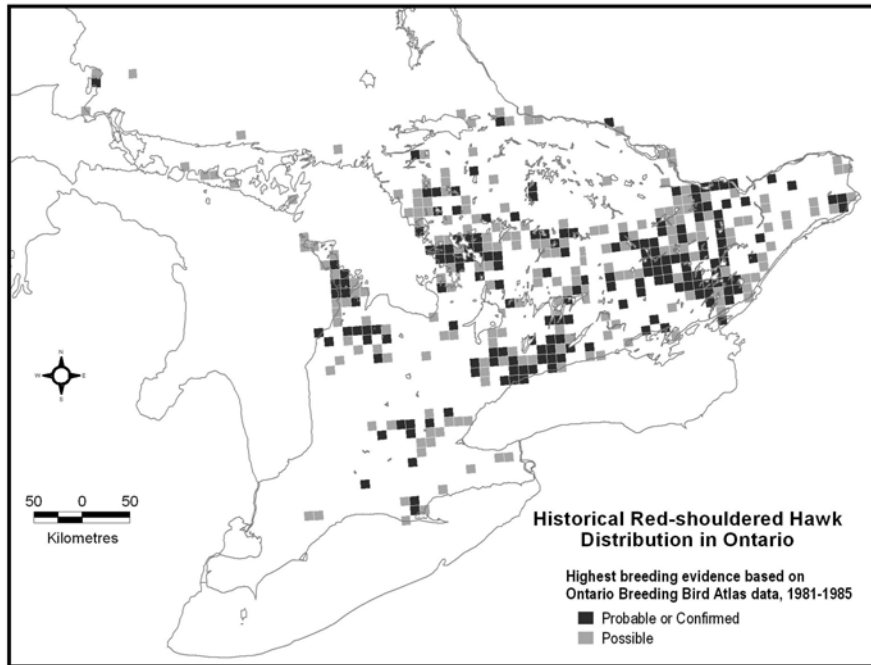 N
W E
S
50 0 50
Kilometres
Historical Red-shouldered Hawk
Distribution in Ontario
Highest breeding evidence based on
Ontario Breeding Bird Atlas data, 1981-1985
Probable or Confirmed
Possible